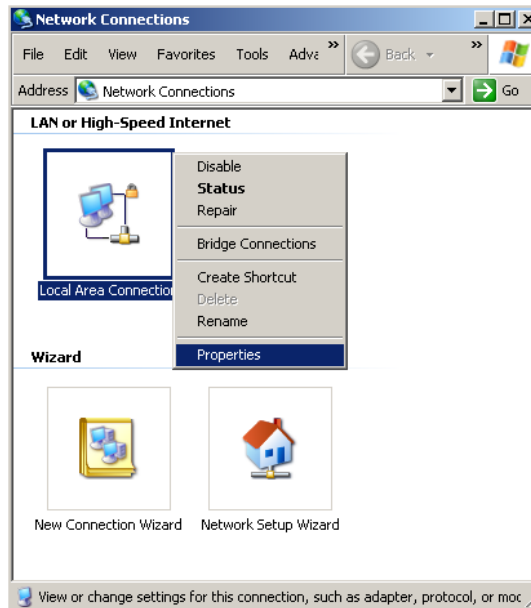 Network Connections
File Edit View Favorites Tools Adva » Back »
Address Network Connections Go
LAN or High-Speed Internet
Local Area Connection
Disable
Status
Repair
Bridge Connections
Create Shortcut
Delete
Rename
Properties
Wizard
New Connection Wizard Network Setup Wizard
View or change settings for this connection, such as adapter, protocol, or moc